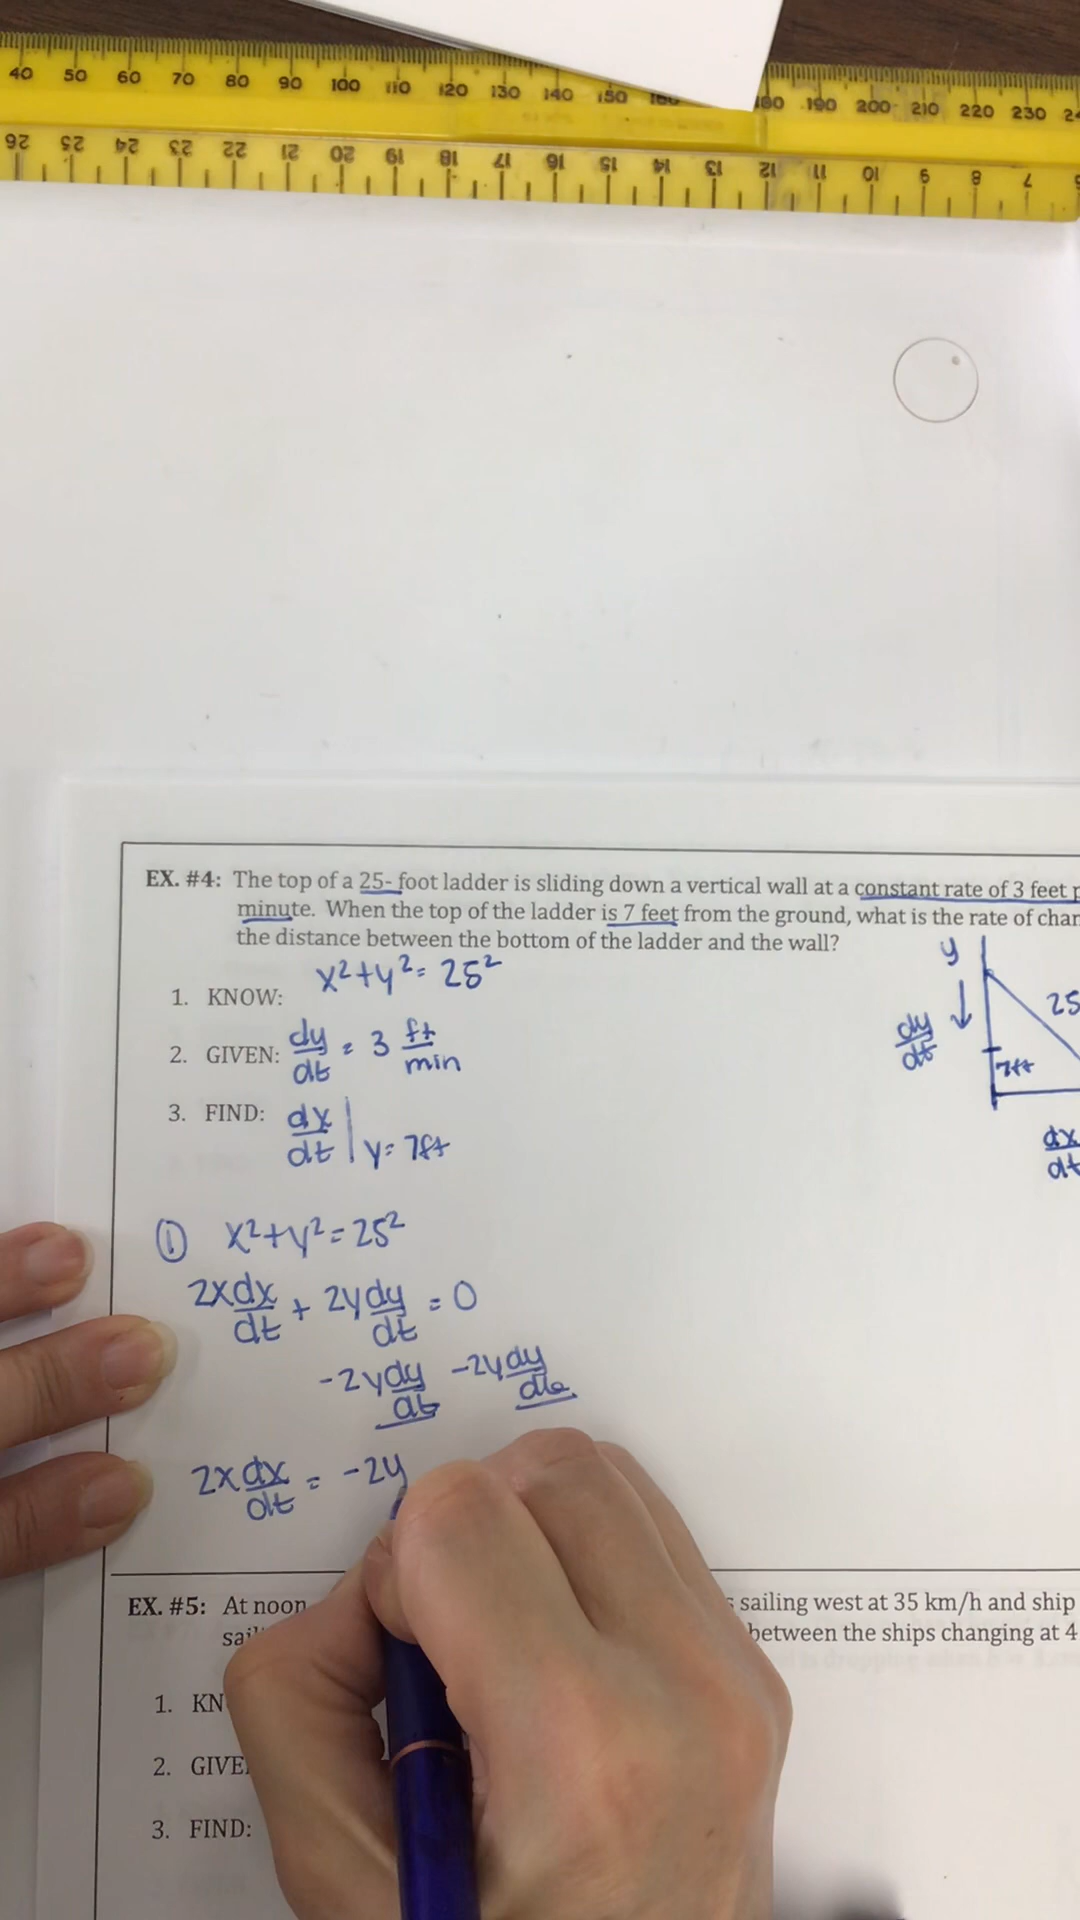 40 50 60 70 80 90 100 110 120 130 140 150 160 180 190 200 210 220 230
26 25 24 23 22 21 20 19 18 17 16 15 14 13 12 11 10 9 8 7
EX. #4: The top of a 25- foot ladder is sliding down a vertical wall at a constant rate of 3 feet
minute. When the top of the ladder is 7 feet from the ground, what is the rate of
the distance between the bottom of the ladder and the wall?
1. KNOW: x²+y²= 25²
2. GIVEN: dy/dt = 3 ft/min
3. FIND: dx/dt | y= 7ft
y
dy/dt ↓
25
7ft
dx/dt
① x²+y²=25²
2x dx/dt + 2y dy/dt = 0
-2y dy/dt -2y dy/dt
2x dx/dt = -2y
EX. #5: At noon sailing west at 35 km/h and ship
between the ships changing at 4
1. KN
2. GIVE
3. FIND: